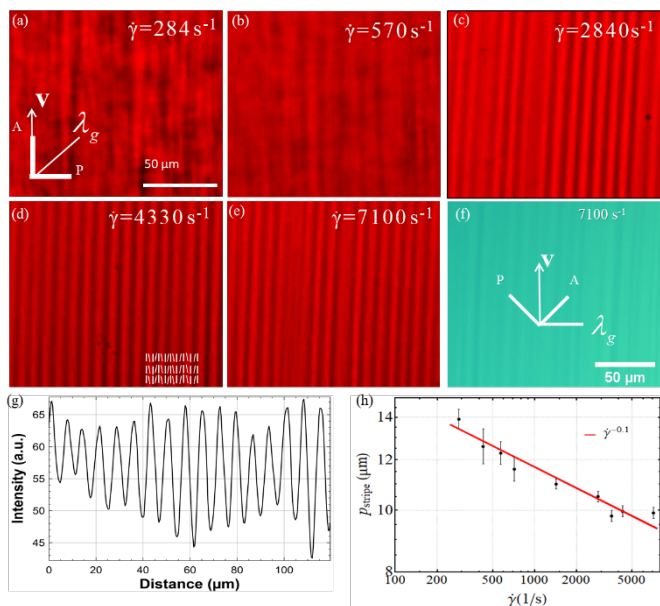 (a)
γ̇=284 s⁻¹
V
A
λg
P
50 μm
(b)
γ̇=570 s⁻¹
(c)
γ̇=2840 s⁻¹
(d)
γ̇=4330 s⁻¹
(e)
γ̇=7100 s⁻¹
(f)
7100 s⁻¹
V
P
A
λg
50 μm
(g)
65
60
55
50
45
Intensity (a.u.)
0
20
40
60
80
100
Distance (μm)
(h)
14
12
10
8
pstripe (μm)
γ̇⁻⁰·¹
100
200
500
1000
2000
5000
γ̇(1/s)